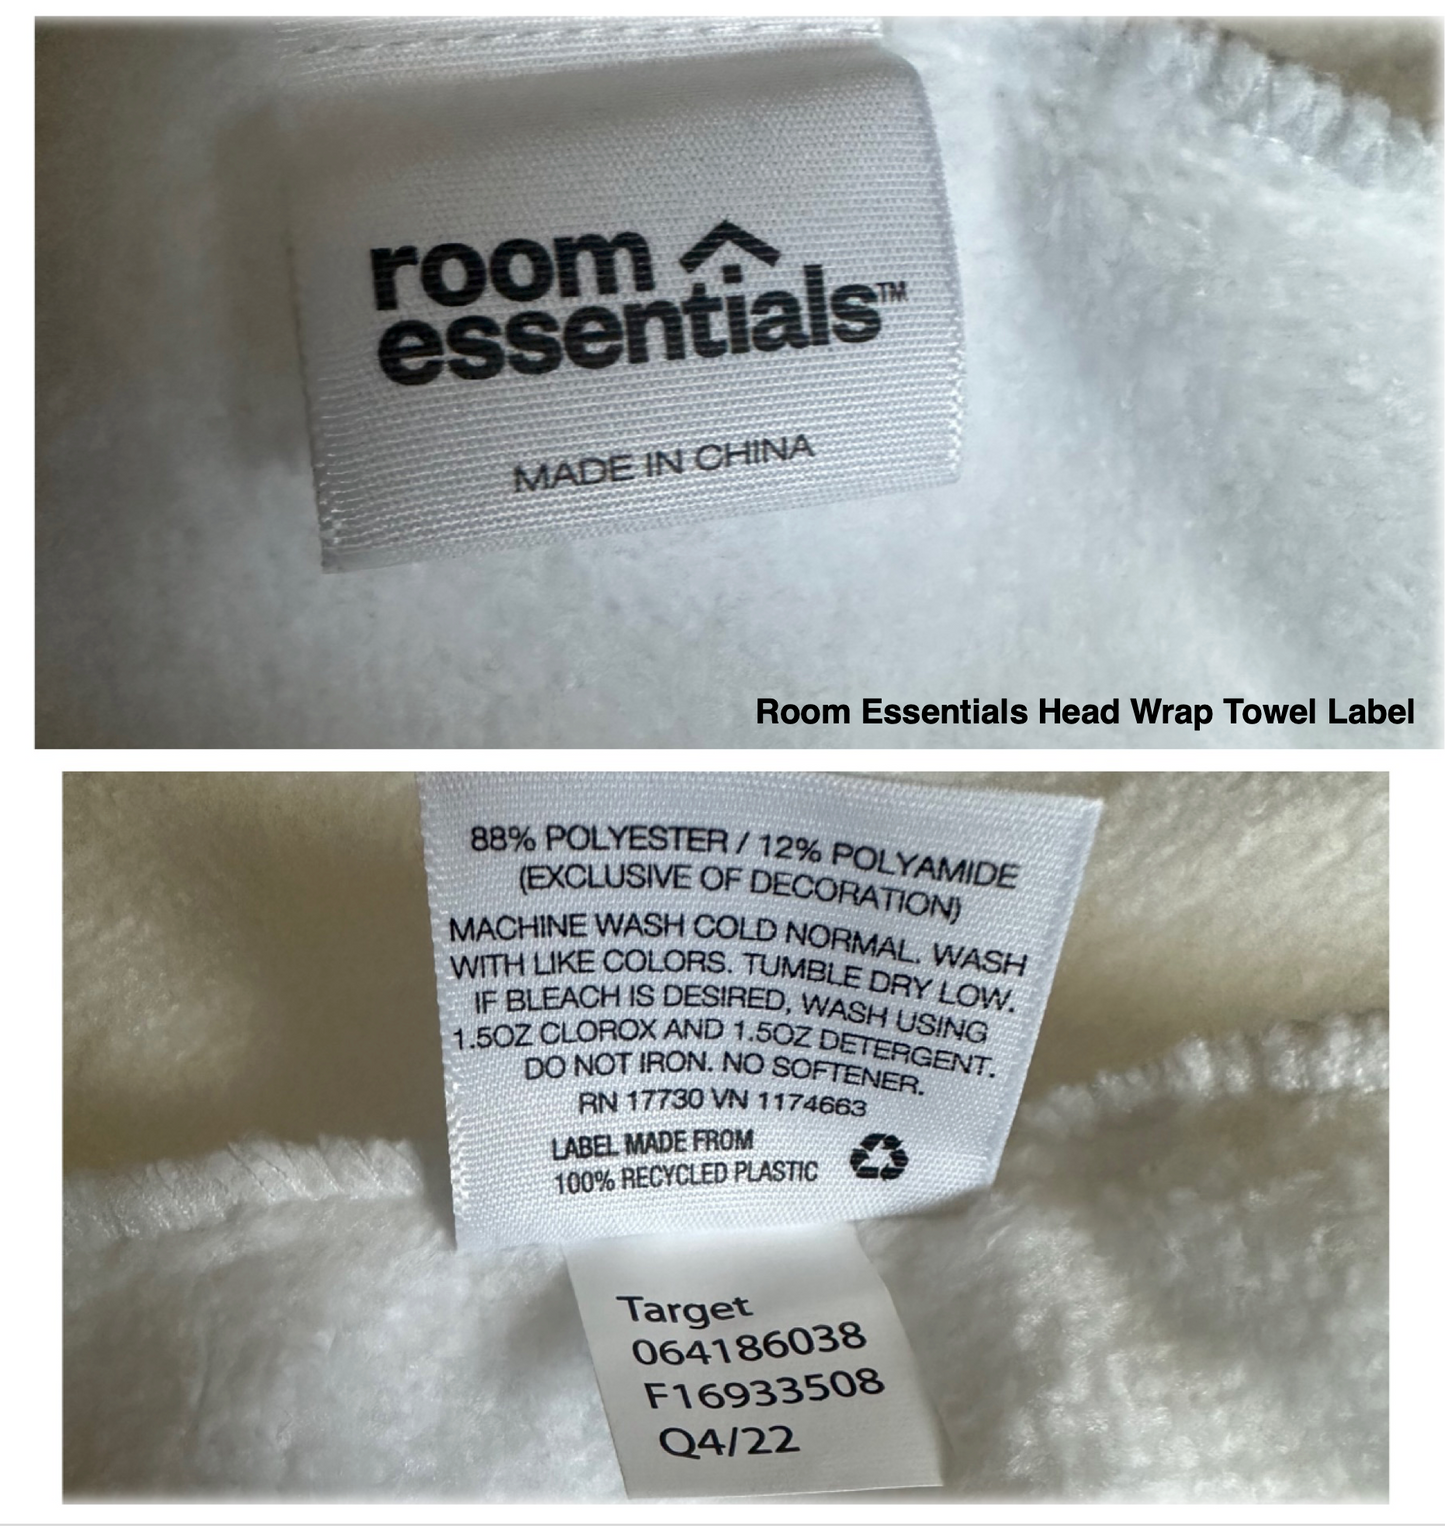 room
essentials™
MADE IN CHINA
Room Essentials Head Wrap Towel Label
88% POLYESTER / 12% POLYAMIDE
(EXCLUSIVE OF DECORATION)
MACHINE WASH COLD NORMAL. WASH
WITH LIKE COLORS. TUMBLE DRY LOW.
IF BLEACH IS DESIRED, WASH USING
1.5OZ CLOROX AND 1.5OZ DETERGENT.
DO NOT IRON. NO SOFTENER.
RN 17730 VN 1174663
LABEL MADE FROM
100% RECYCLED PLASTIC
Target
064186038
F16933508
Q4/22